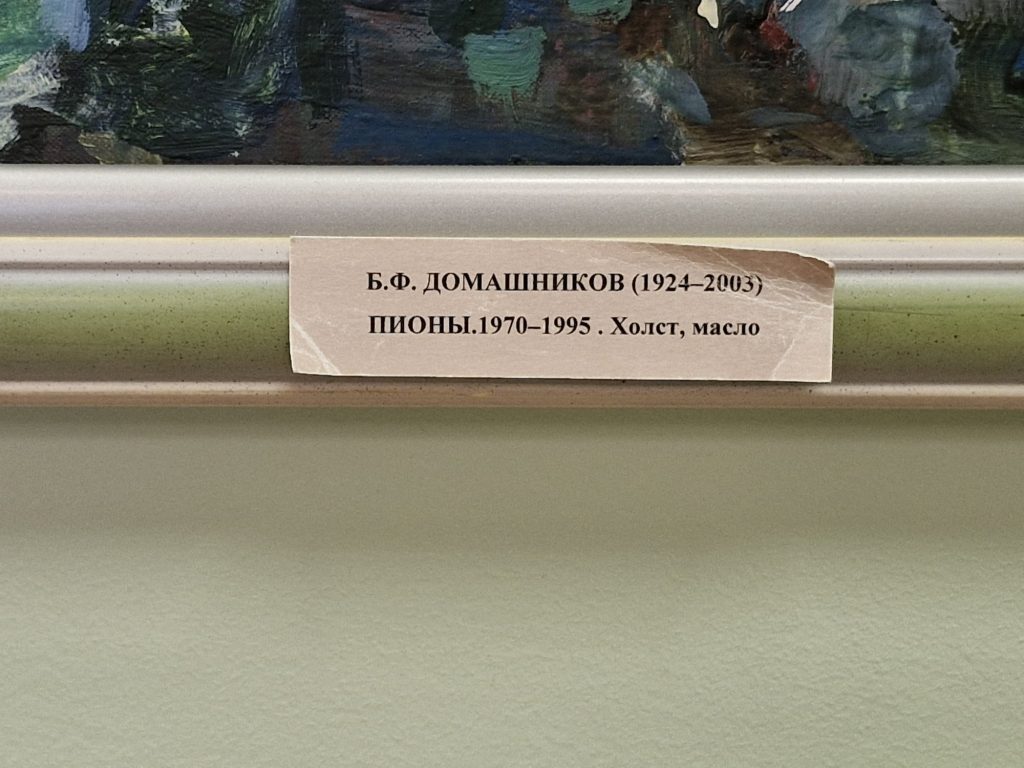 Б.Ф. ДОМАШНИКОВ (1924–2003)
ПИОНЫ.1970–1995 . Холст, масло